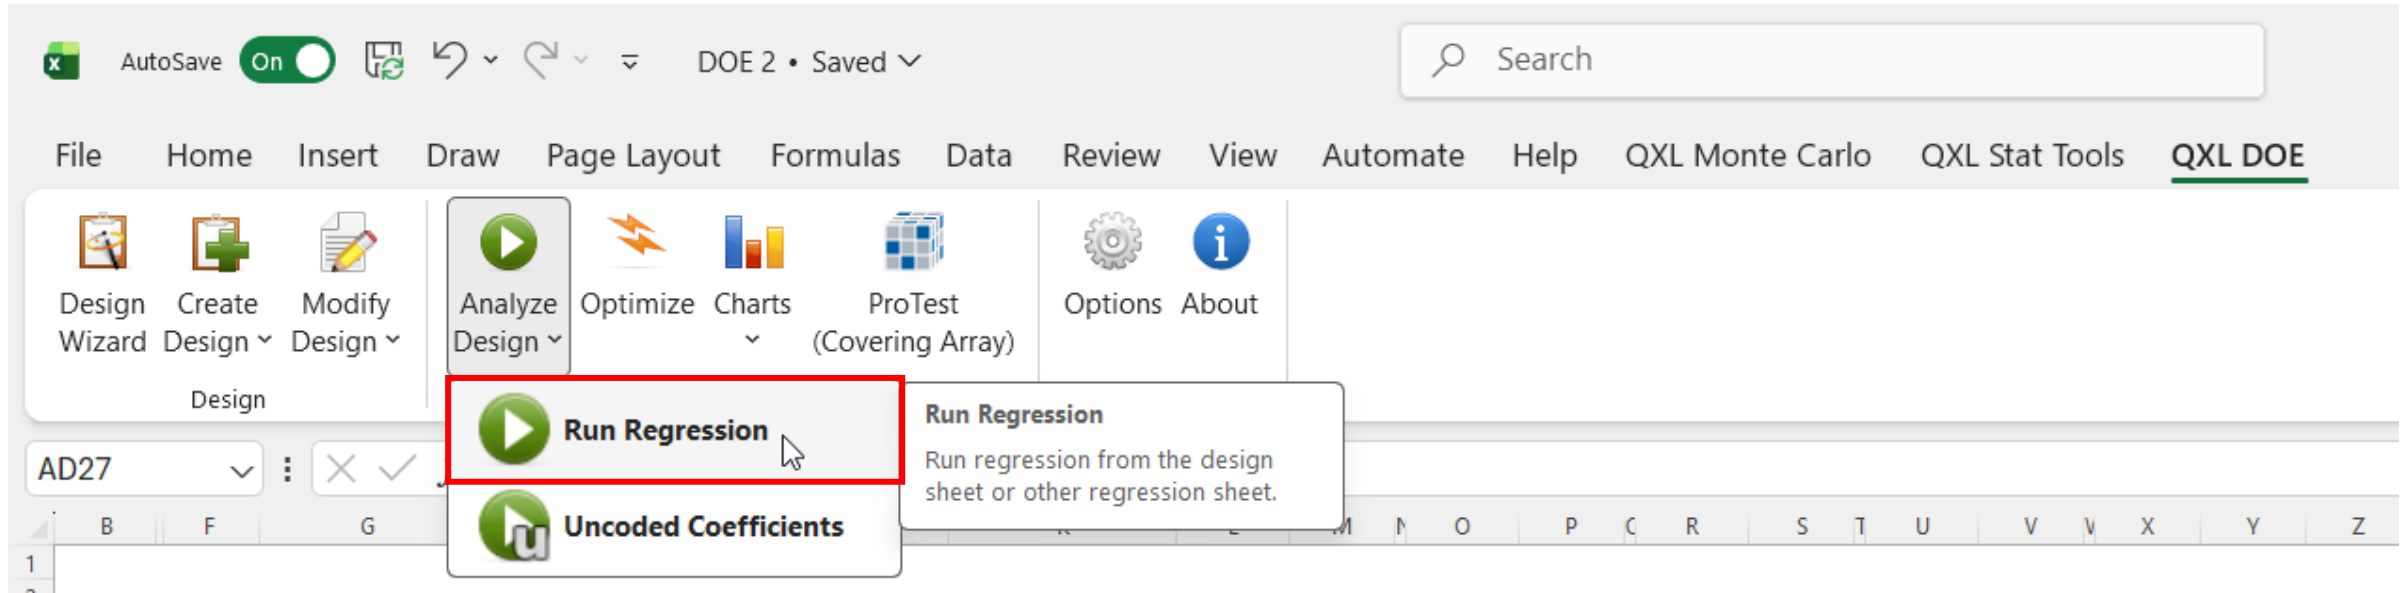 AutoSave On DOE 2 • Saved Search
File Home Insert Draw Page Layout Formulas Data Review View Automate Help QXL Monte Carlo QXL Stat Tools QXL DOE
Design Wizard
Create Design
Modify Design
Analyze Design
Optimize
Charts
ProTest (Covering Array)
Options
About
Design
Run Regression
Uncoded Coefficients
Run Regression
Run regression from the design
sheet or other regression sheet.
AD27
B F G M O P R S T U V X Y Z
1